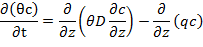 ∂(θc)/∂t = ∂/∂z (θD ∂c/∂z) − ∂/∂z (qc)